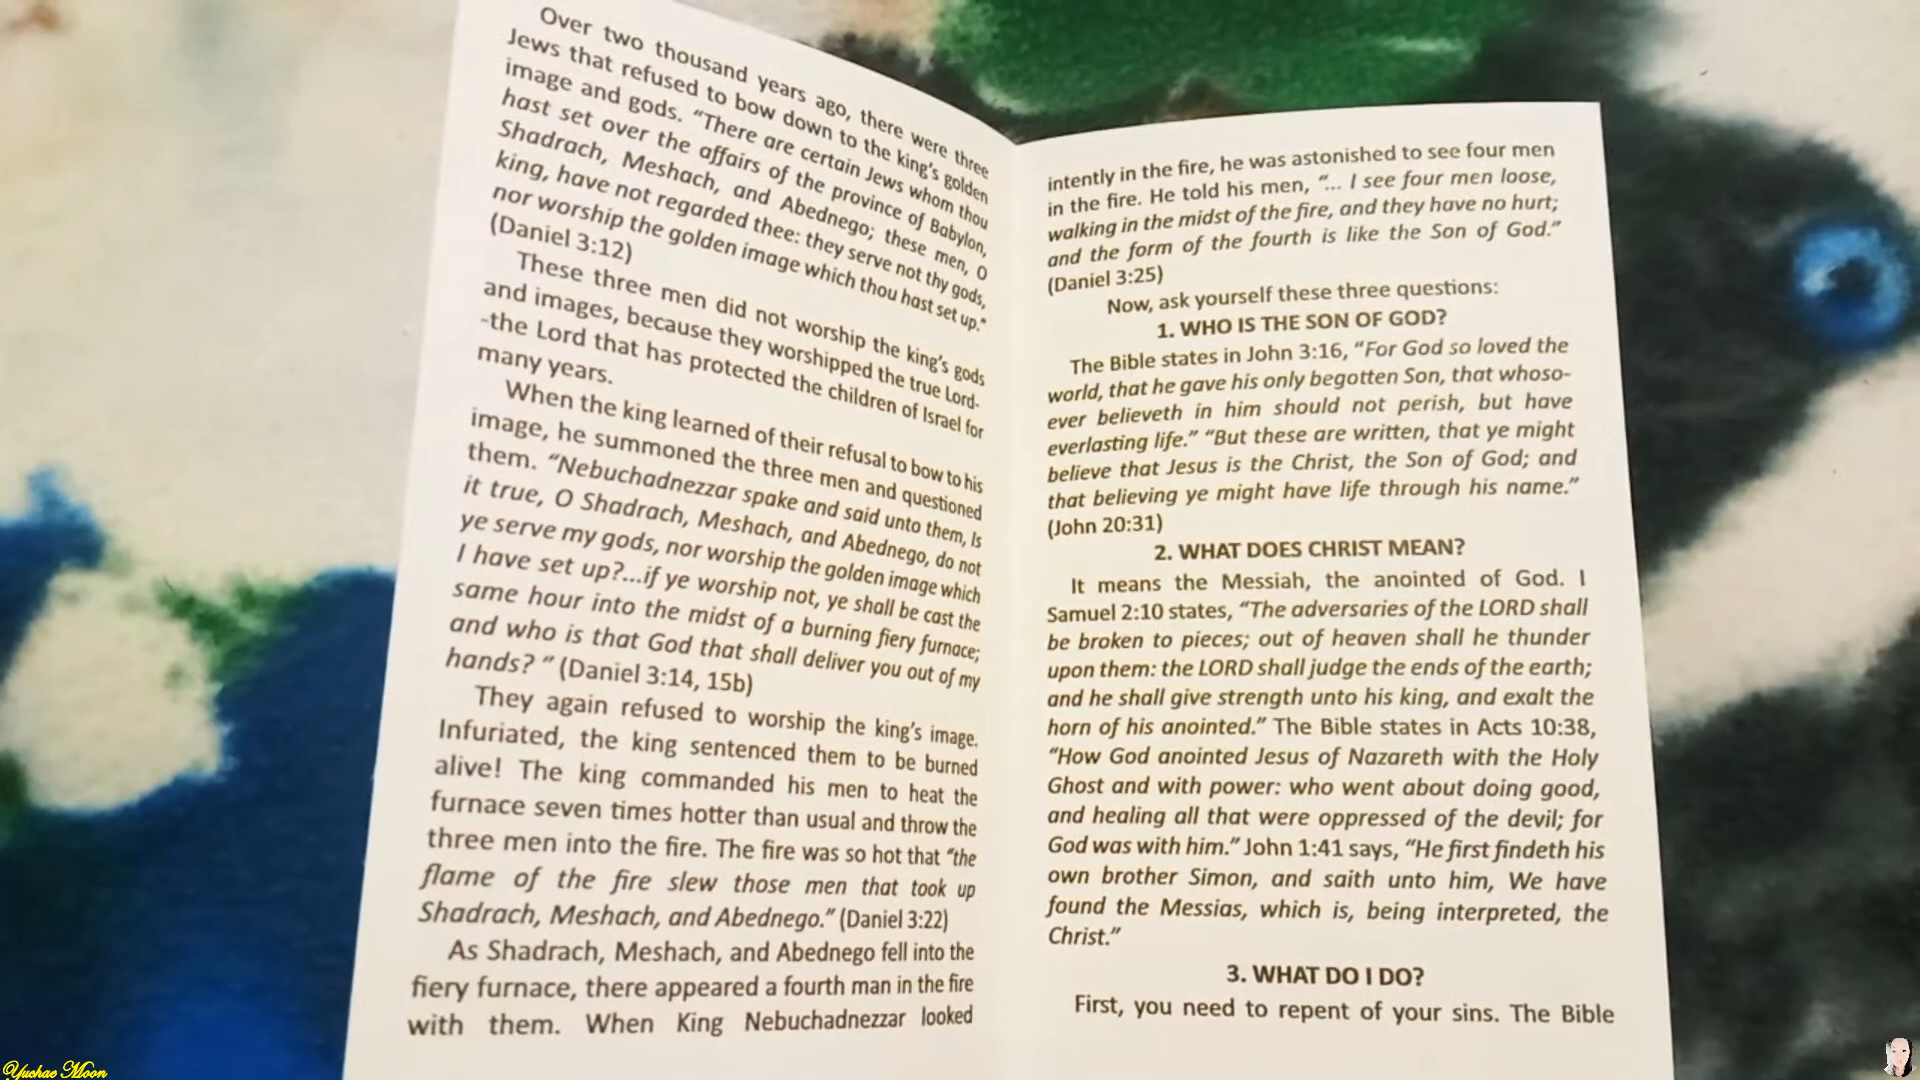 Over two thousand years ago, there were three
Jews that refused to bow down to the king's golden
image and gods. “There are certain Jews whom thou
hast set over the affairs of the province of Babylon,
Shadrach, Meshach, and Abednego; these men, O
king, have not regarded thee: they serve not thy gods,
nor worship the golden image which thou hast set up.”
(Daniel 3:12)
These three men did not worship the king's gods
and images, because they worshipped the true Lord-
-the Lord that has protected the children of Israel for
many years.
When the king learned of their refusal to bow to his
image, he summoned the three men and questioned
them. “Nebuchadnezzar spake and said unto them, Is
it true, O Shadrach, Meshach, and Abednego, do not
ye serve my gods, nor worship the golden image which
I have set up?...if ye worship not, ye shall be cast the
same hour into the midst of a burning fiery furnace;
and who is that God that shall deliver you out of my
hands? ” (Daniel 3:14, 15b)
They again refused to worship the king's image.
Infuriated, the king sentenced them to be burned
alive! The king commanded his men to heat the
furnace seven times hotter than usual and throw the
three men into the fire. The fire was so hot that “the
flame of the fire slew those men that took up
Shadrach, Meshach, and Abednego.” (Daniel 3:22)
As Shadrach, Meshach, and Abednego fell into the
fiery furnace, there appeared a fourth man in the fire
with them. When King Nebuchadnezzar looked
intently in the fire, he was astonished to see four men
in the fire. He told his men, “... I see four men loose,
walking in the midst of the fire, and they have no hurt;
and the form of the fourth is like the Son of God.”
(Daniel 3:25)
Now, ask yourself these three questions:
1. WHO IS THE SON OF GOD?
The Bible states in John 3:16, “For God so loved the
world, that he gave his only begotten Son, that whoso-
ever believeth in him should not perish, but have
everlasting life.” “But these are written, that ye might
believe that Jesus is the Christ, the Son of God; and
that believing ye might have life through his name.”
(John 20:31)
2. WHAT DOES CHRIST MEAN?
It means the Messiah, the anointed of God. I
Samuel 2:10 states, “The adversaries of the LORD shall
be broken to pieces; out of heaven shall he thunder
upon them: the LORD shall judge the ends of the earth;
and he shall give strength unto his king, and exalt the
horn of his anointed.” The Bible states in Acts 10:38,
“How God anointed Jesus of Nazareth with the Holy
Ghost and with power: who went about doing good,
and healing all that were oppressed of the devil; for
God was with him.” John 1:41 says, “He first findeth his
own brother Simon, and saith unto him, We have
found the Messias, which is, being interpreted, the
Christ.”
3. WHAT DO I DO?
First, you need to repent of your sins. The Bible
Yuchae Moon